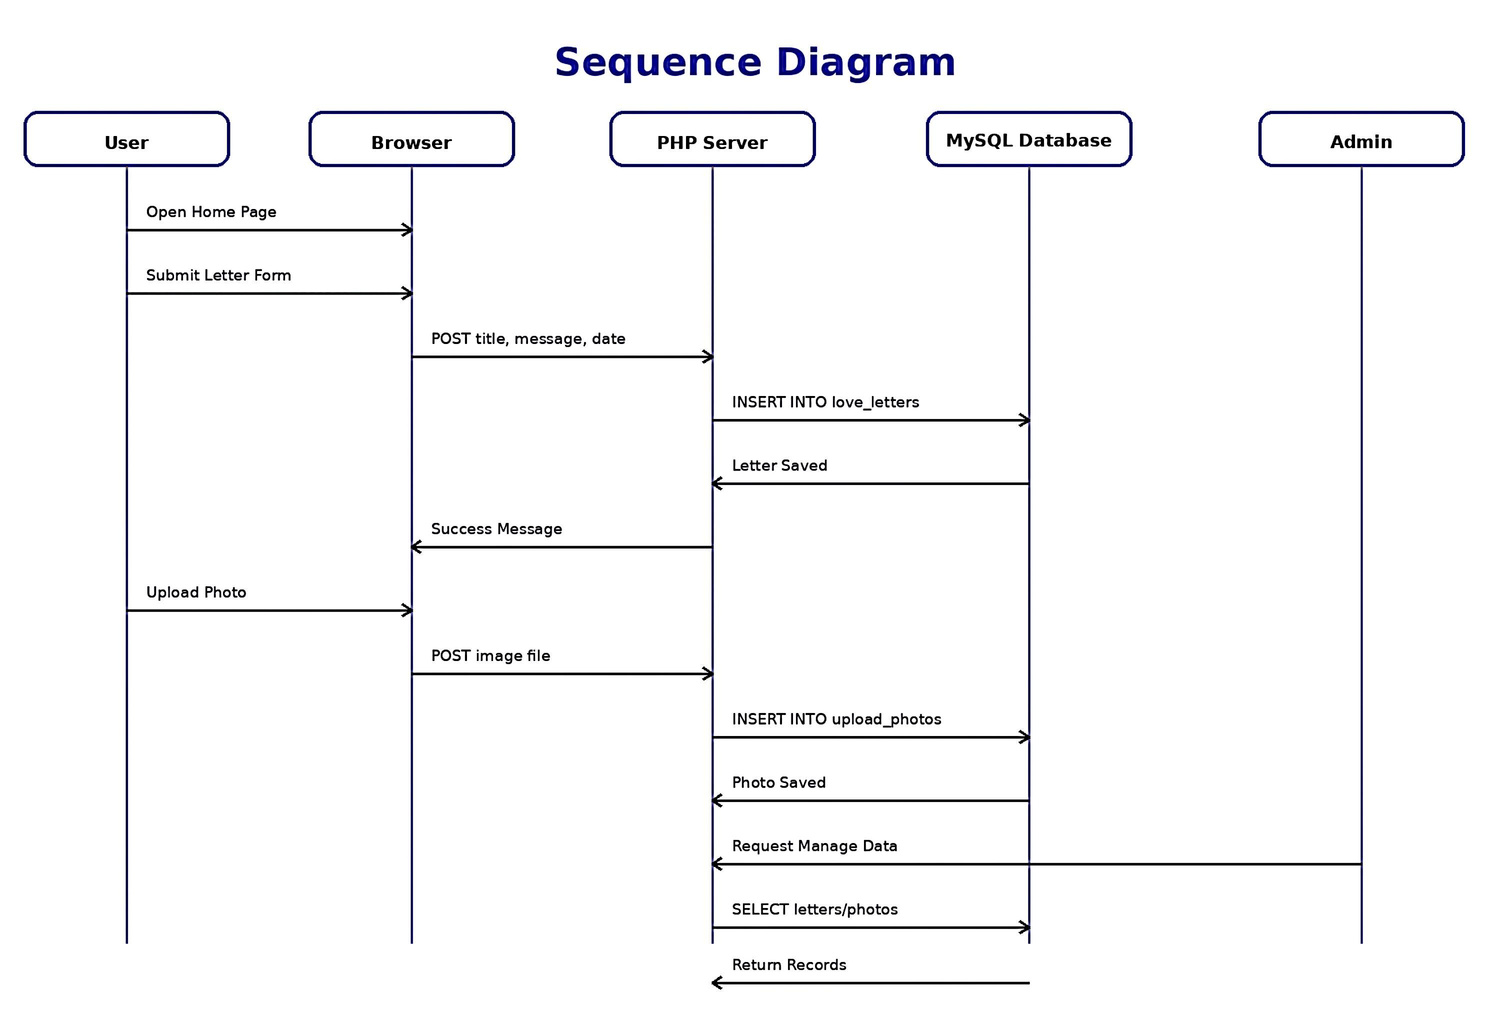 Sequence Diagram
User
Browser
PHP Server
MySQL Database
Admin
Open Home Page
Submit Letter Form
POST title, message, date
INSERT INTO love_letters
Letter Saved
Success Message
Upload Photo
POST image file
INSERT INTO upload_photos
Photo Saved
Request Manage Data
SELECT letters/photos
Return Records